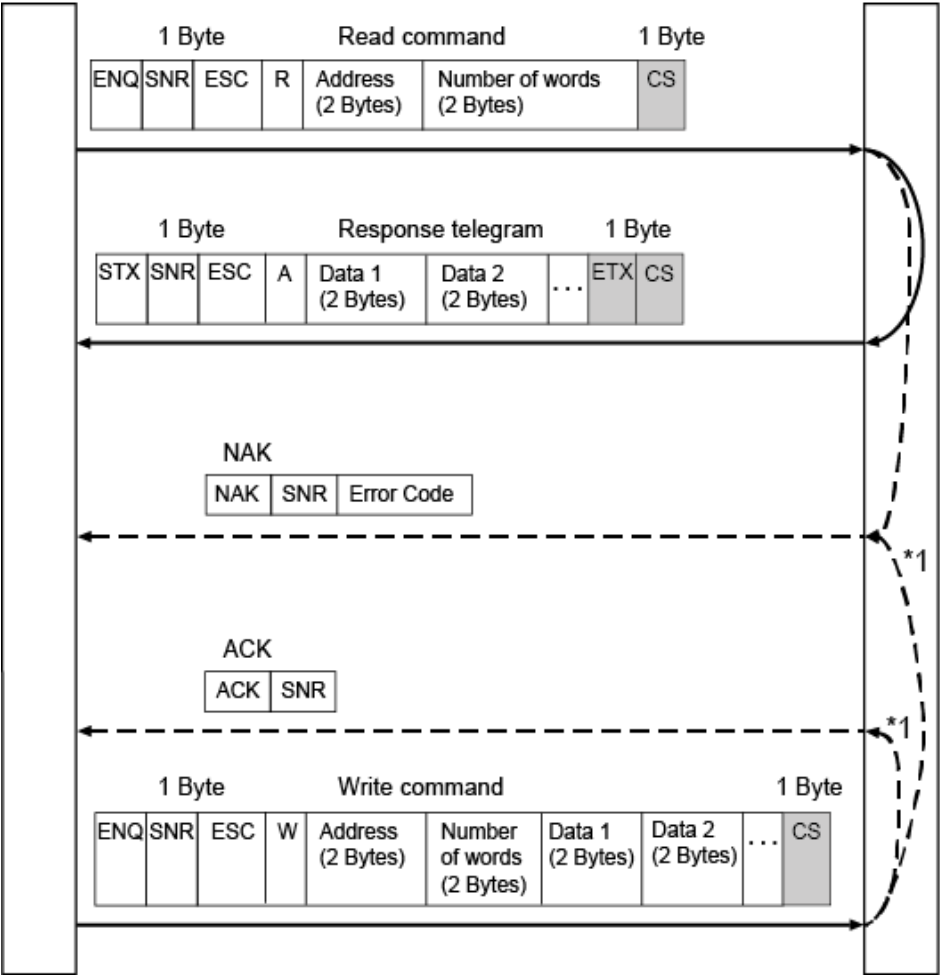 1 Byte Read command 1 Byte
ENQ SNR ESC R Address Number of words CS
(2 Bytes) (2 Bytes)
1 Byte Response telegram 1 Byte
STX SNR ESC A Data 1 Data 2 ... ETX CS
(2 Bytes) (2 Bytes)
NAK
NAK SNR Error Code
*1
ACK
ACK SNR
*1
1 Byte Write command 1 Byte
ENQ SNR ESC W Address Number Data 1 Data 2 ... CS
(2 Bytes) of words (2 Bytes) (2 Bytes)
(2 Bytes)